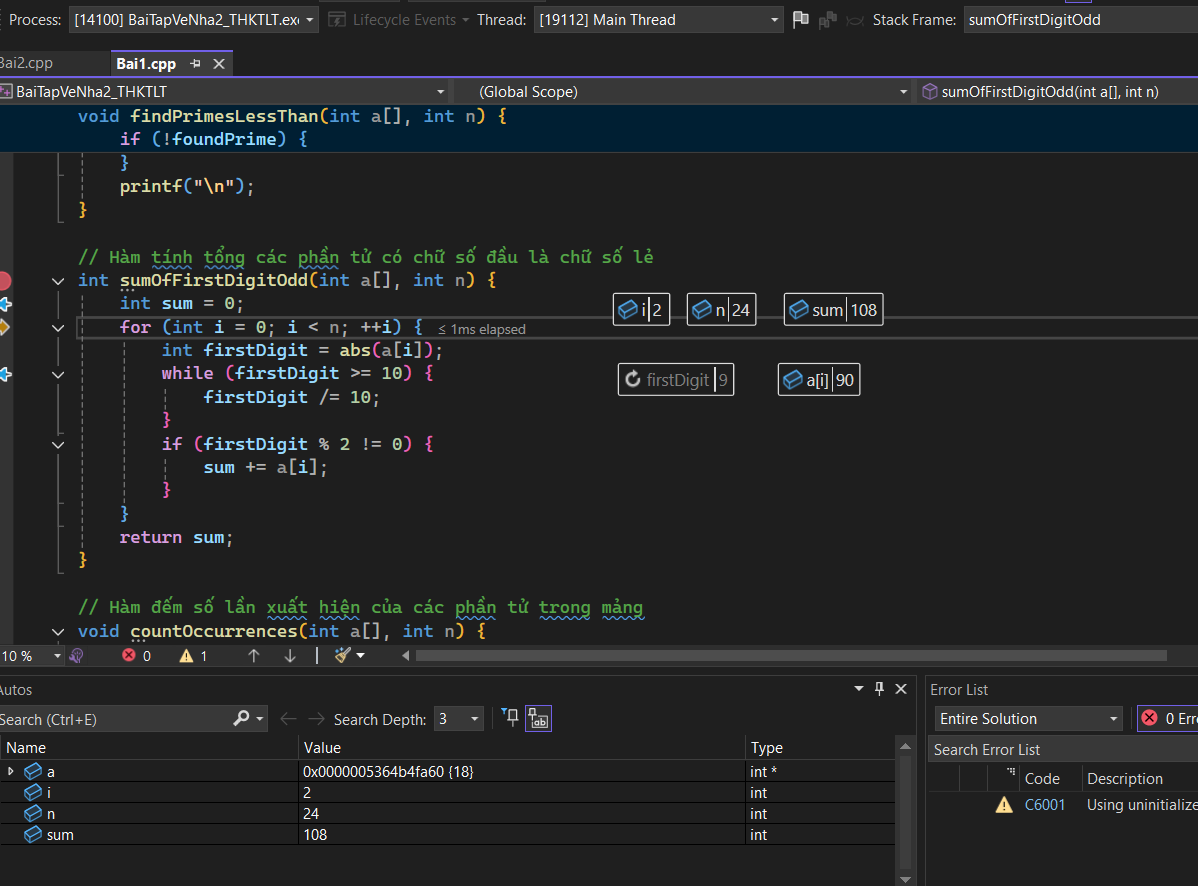 Process: [14100] BaiTapVeNha2_THKTLT.exe Lifecycle Events Thread: [19112] Main Thread Stack Frame: sumOfFirstDigitOdd
Bai2.cpp Bai1.cpp
BaiTapVeNha2_THKTLT (Global Scope) sumOfFirstDigitOdd(int a[], int n)
void findPrimesLessThan(int a[], int n) {
if (!foundPrime) {
}
printf("\n");
}
// Hàm tính tổng các phần tử có chữ số đầu là chữ số lẻ
int sumOfFirstDigitOdd(int a[], int n) {
int sum = 0;
i 2 n 24 sum 108
for (int i = 0; i < n; ++i) { ≤ 1ms elapsed
int firstDigit = abs(a[i]);
while (firstDigit >= 10) {
firstDigit 9 a[i] 90
firstDigit /= 10;
}
if (firstDigit % 2 != 0) {
sum += a[i];
}
}
return sum;
}
// Hàm đếm số lần xuất hiện của các phần tử trong mảng
void countOccurrences(int a[], int n) {
10 % 0 1
Autos
Search (Ctrl+E) Search Depth: 3
Name Value Type
a 0x0000005364b4fa60 {18} int *
i 2 int
n 24 int
sum 108 int
Error List
Entire Solution 0 Erro
Search Error List
Code Description
C6001 Using uninitialize